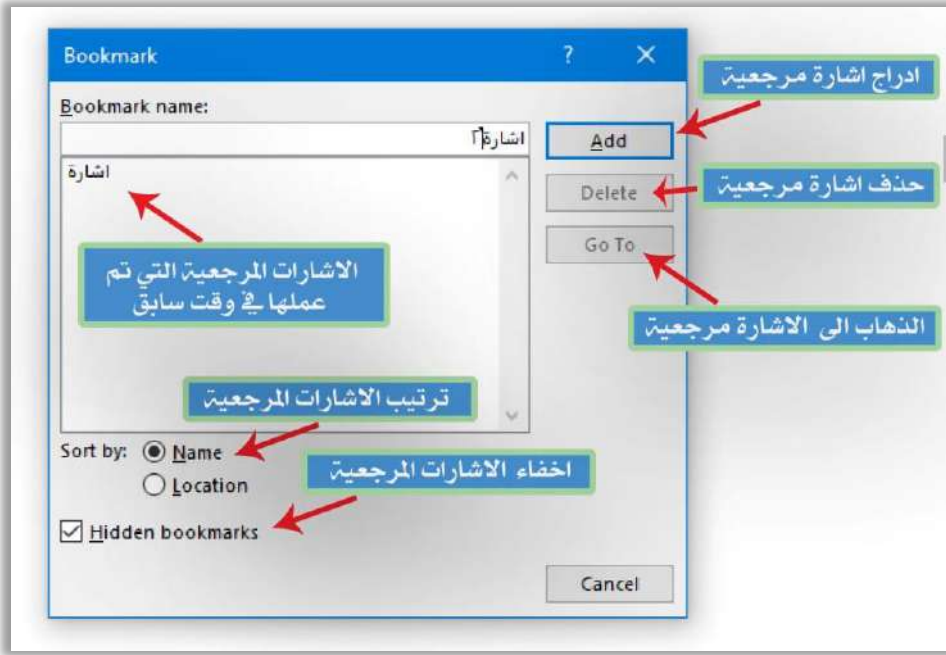 Bookmark
ادراج اشارة مرجعية
Bookmark name:
اشارة٢
Add
اشارة
Delete
حذف اشارة مرجعية
Go To
الاشارات المرجعية التي تم
عملها في وقت سابق
الذهاب الى الاشارة مرجعية
ترتيب الاشارات المرجعية
Sort by:
Name
Location
اخفاء الاشارات المرجعية
Hidden bookmarks
Cancel